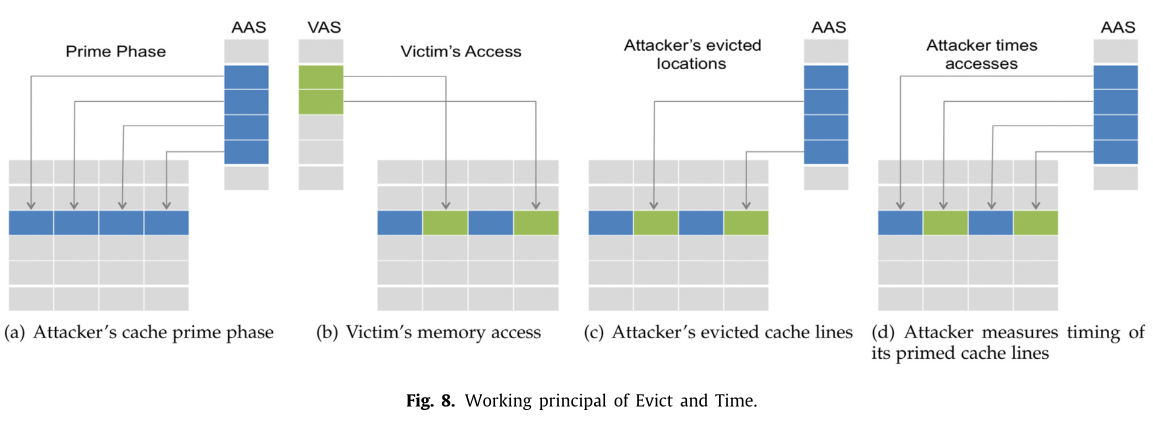 AAS
Prime Phase
VAS
Victim's Access
AAS
Attacker's evicted
locations
AAS
Attacker times
accesses
(a) Attacker's cache prime phase
(b) Victim's memory access
(c) Attacker's evicted cache lines
(d) Attacker measures timing of
its primed cache lines
Fig. 8. Working principal of Evict and Time.